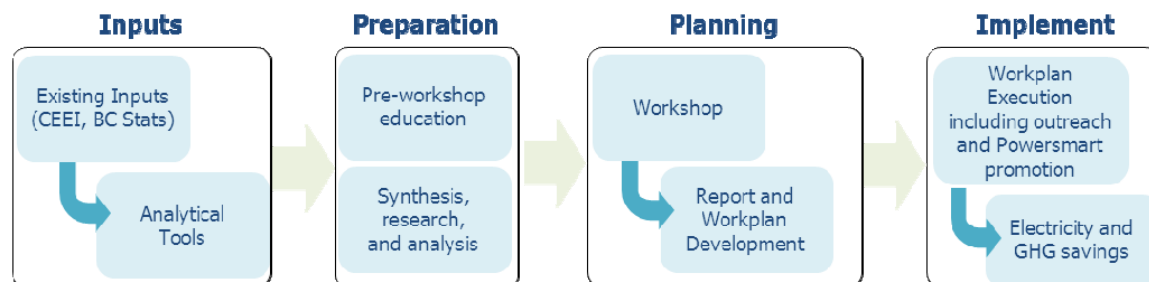 Inputs
Preparation
Planning
Implement
Existing Inputs
(CEEI, BC Stats)
Analytical
Tools
Pre-workshop
education
Synthesis,
research,
and analysis
Workshop
Report and
Workplan
Development
Workplan
Execution
including outreach
and Powersmart
promotion
Electricity and
GHG savings